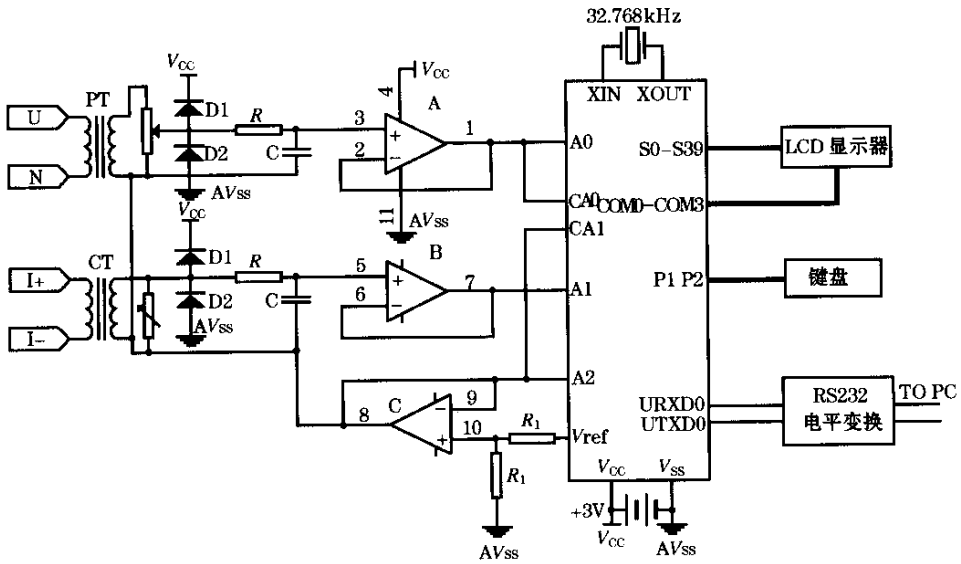 32.768kHz
XIN XOUT
VCC
PT
U
D1
R
D2
C
N
AVSS
VCC
4
A
3
+
2
−
1
11
AVSS
A0
S0-S39
LCD 显示器
CA0
COM0-COM3
CA1
VCC
CT
I+
D1
R
D2
C
I−
AVSS
B
5
+
6
−
7
A1
P1 P2
键盘
A2
8
C
−
9
+
10
R1
Vref
R1
AVSS
URXD0
UTXD0
RS232
电平变换
TO PC
VCC
VSS
+3V
VCC
AVSS